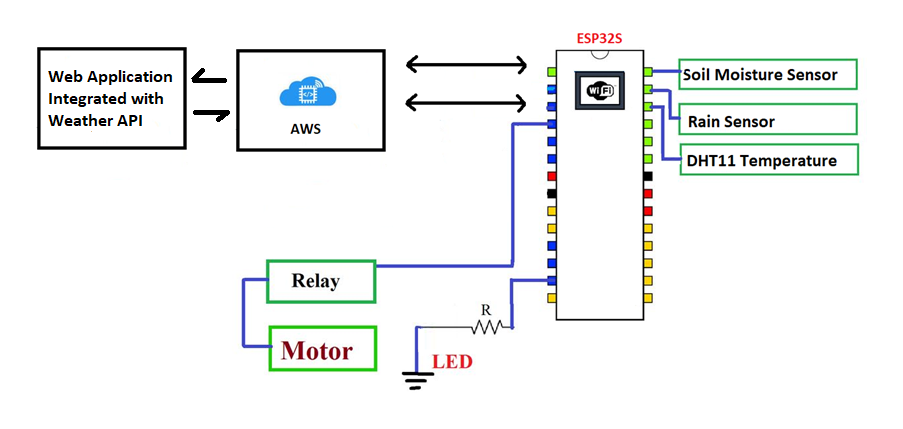 ESP32S
Web Application
Integrated with
Weather API
AWS
WiFi
Soil Moisture Sensor
Rain Sensor
DHT11 Temperature
Relay
Motor
R
LED